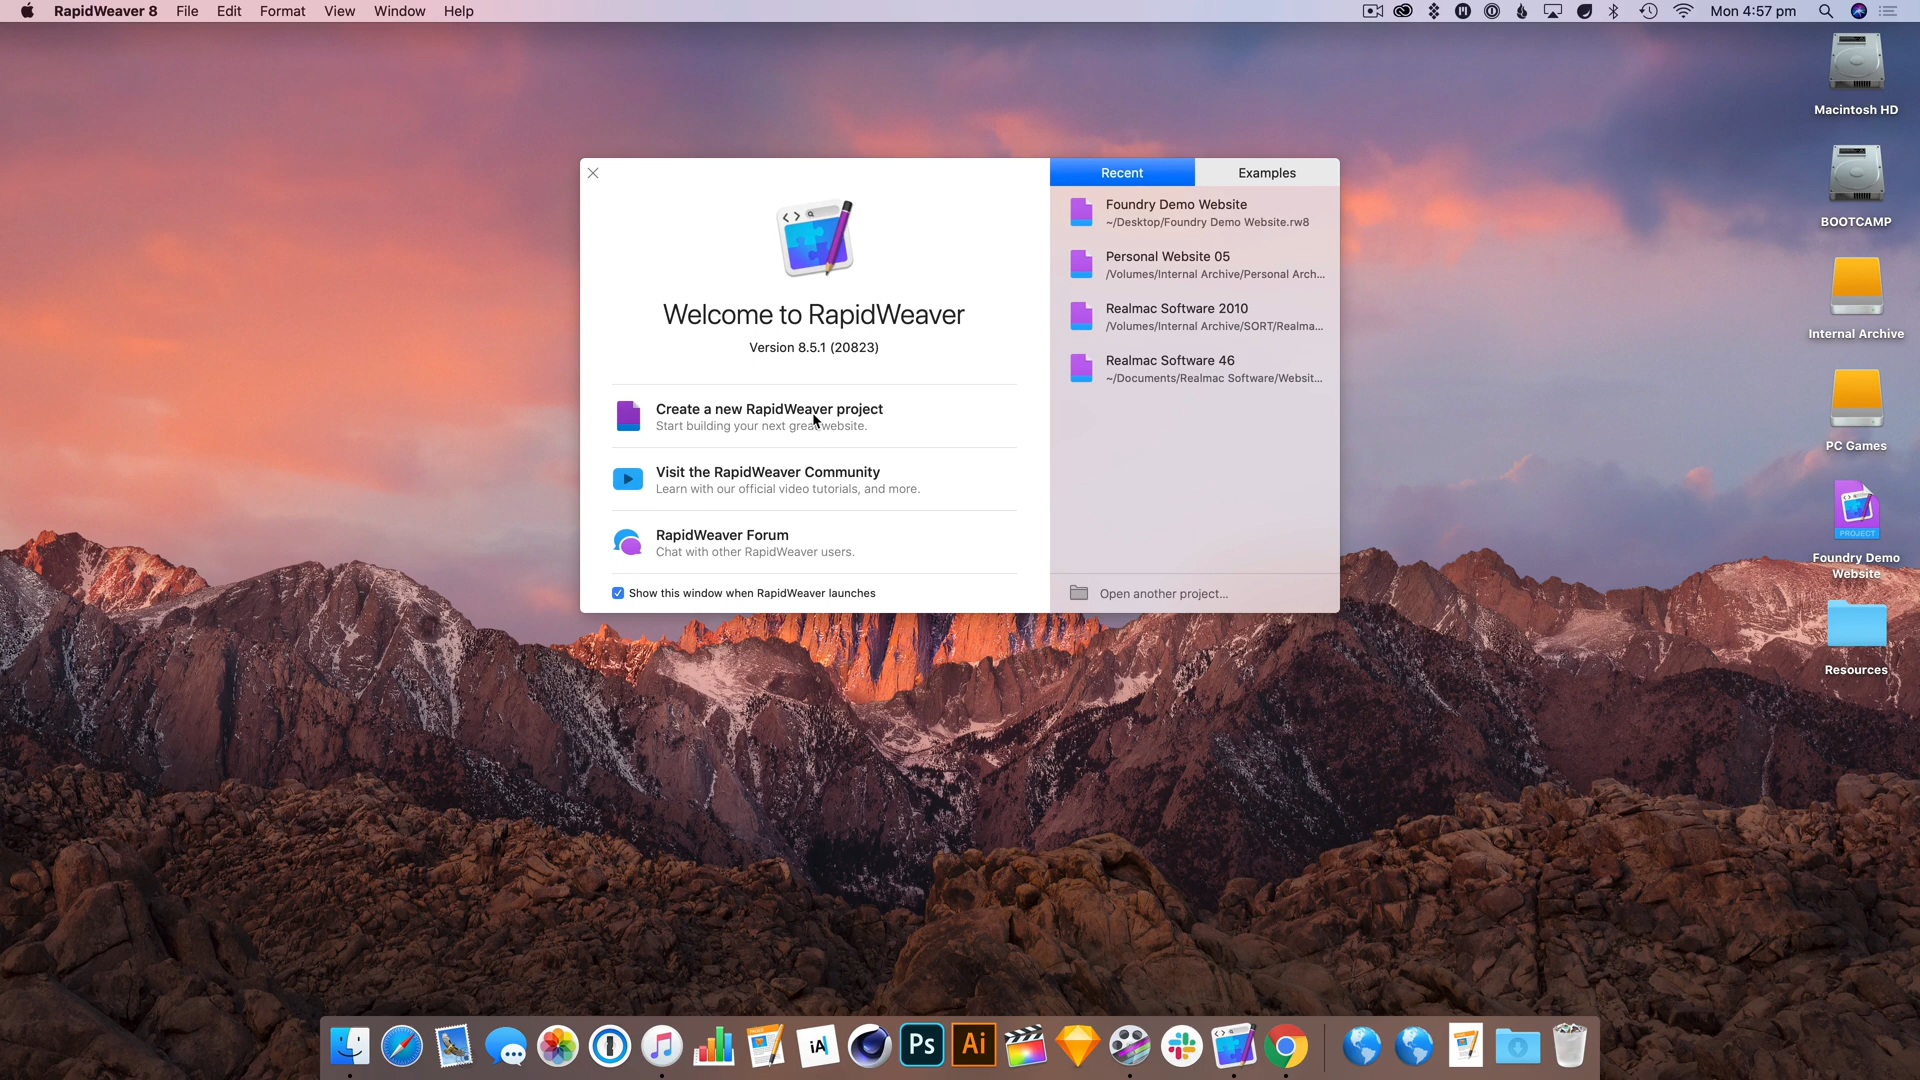 RapidWeaver 8 File Edit Format View Window Help
Mon 4:57 pm
Macintosh HD
BOOTCAMP
Internal Archive
PC Games
PROJECT
Foundry Demo
Website
Resources
Welcome to RapidWeaver
Version 8.5.1 (20823)
Create a new RapidWeaver project
Start building your next great website.
Visit the RapidWeaver Community
Learn with our official video tutorials, and more.
RapidWeaver Forum
Chat with other RapidWeaver users.
Show this window when RapidWeaver launches
Recent Examples
Foundry Demo Website
~/Desktop/Foundry Demo Website.rw8
Personal Website 05
/Volumes/Internal Archive/Personal Arch...
Realmac Software 2010
/Volumes/Internal Archive/SORT/Realma...
Realmac Software 46
~/Documents/Realmac Software/Websit...
Open another project...
iA
Ps
Ai